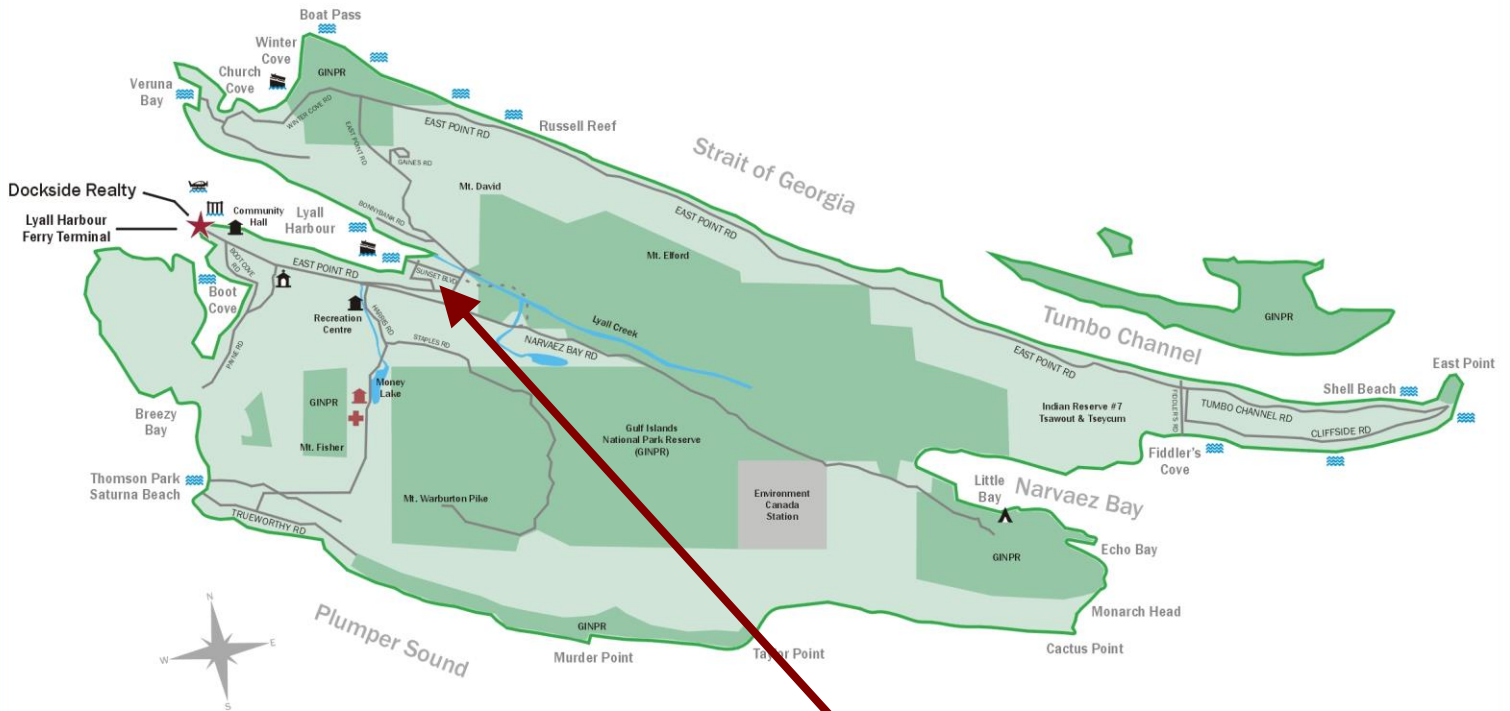 Boat Pass
Winter
Cove
Church
Cove
GINPR
Veruna
Bay
WINTER COVE RD
EAST POINT RD
EAST POINT RD
Russell Reef
Strait of Georgia
GAINES RD
Mt. David
Dockside Realty
Lyall Harbour
Ferry Terminal
Community
Hall
Lyall
Harbour
BONNYBANK RD
EAST POINT RD
Mt. Elford
BOOT COVE
RD
EAST POINT RD
SUNSET BLVD
Boot
Cove
Recreation
Centre
HARRIS RD
STAPLES RD
Lyall Creek
NARVAEZ BAY RD
Tumbo Channel
GINPR
EAST POINT RD
East Point
Shell Beach
PAYNE RD
Money
Lake
GINPR
Breezy
Bay
Mt. Fisher
Gulf Islands
National Park Reserve
(GINPR)
Indian Reserve #7
Tsawout & Tseycum
FIDDLER'S RD
TUMBO CHANNEL RD
CLIFFSIDE RD
Fiddler's
Cove
Thomson Park
Saturna Beach
Mt. Warburton Pike
Environment
Canada
Station
Little
Bay
Narvaez Bay
TRUEWORTHY RD
Echo Bay
GINPR
Monarch Head
Plumper Sound
GINPR
Murder Point
Taylor Point
Cactus Point
N
W
E
S